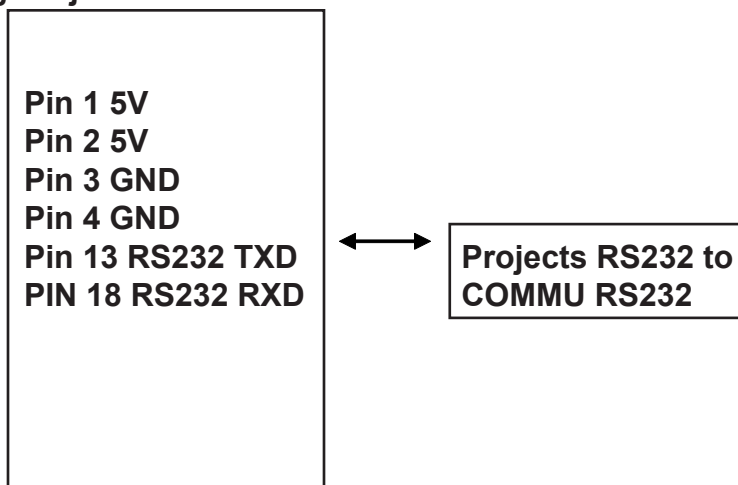 Pin 1 5V
Pin 2 5V
Pin 3 GND
Pin 4 GND
Pin 13 RS232 TXD
PIN 18 RS232 RXD
Projects RS232 to
COMMU RS232